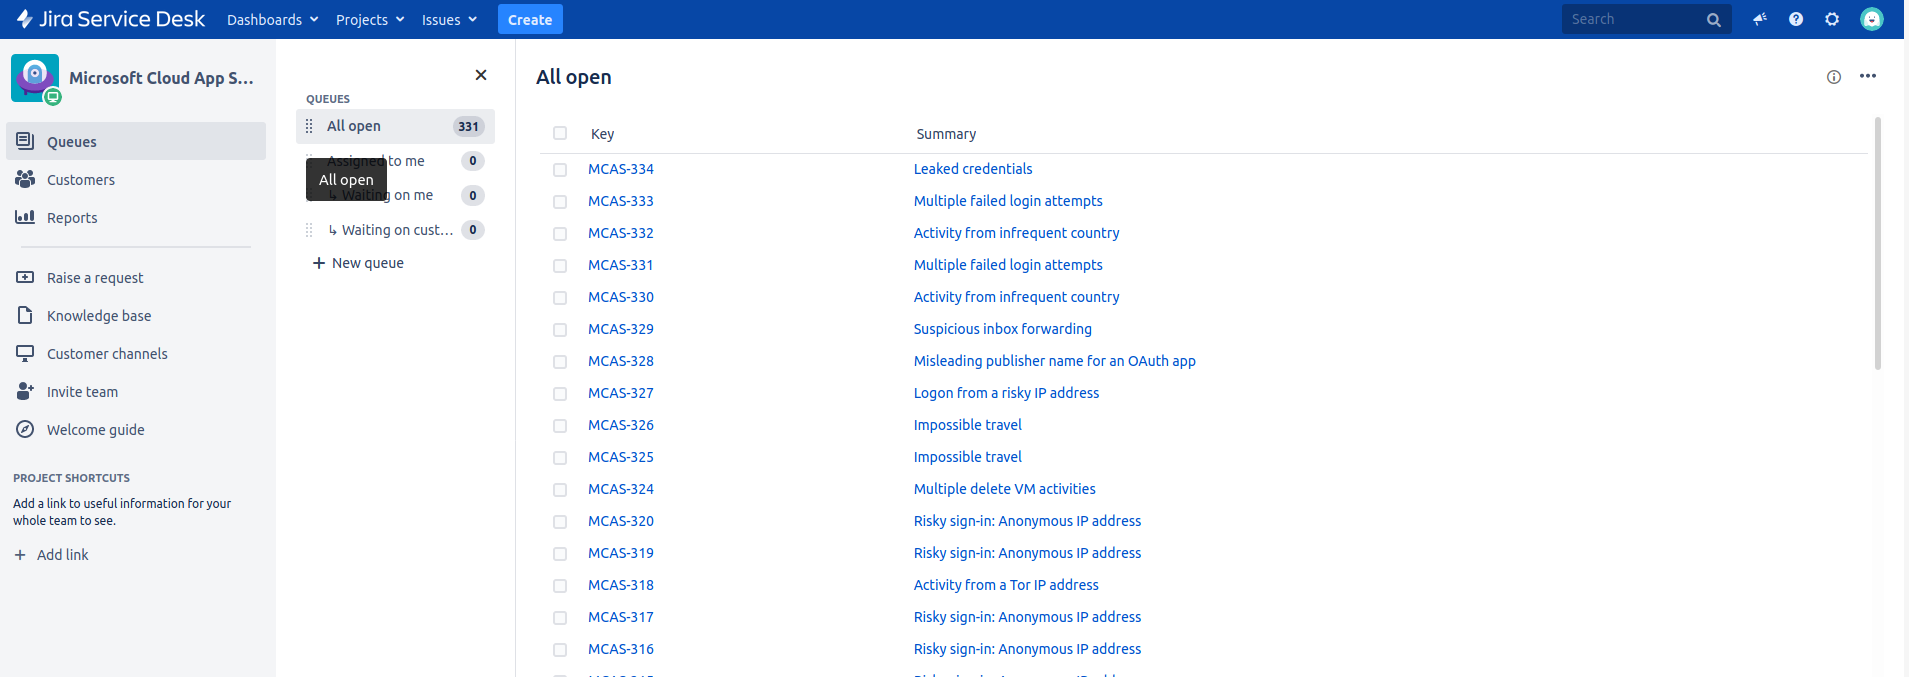 Jira Service Desk Dashboards Projects Issues Create Search
Microsoft Cloud App S...
Queues
Customers
Reports
Raise a request
Knowledge base
Customer channels
Invite team
Welcome guide
PROJECT SHORTCUTS
Add a link to useful information for your
whole team to see.
+ Add link
QUEUES
All open 331
Assigned to me 0
All open
↳ Waiting on me 0
↳ Waiting on cust... 0
+ New queue
All open
Key Summary
MCAS-334 Leaked credentials
MCAS-333 Multiple failed login attempts
MCAS-332 Activity from infrequent country
MCAS-331 Multiple failed login attempts
MCAS-330 Activity from infrequent country
MCAS-329 Suspicious inbox forwarding
MCAS-328 Misleading publisher name for an OAuth app
MCAS-327 Logon from a risky IP address
MCAS-326 Impossible travel
MCAS-325 Impossible travel
MCAS-324 Multiple delete VM activities
MCAS-320 Risky sign-in: Anonymous IP address
MCAS-319 Risky sign-in: Anonymous IP address
MCAS-318 Activity from a Tor IP address
MCAS-317 Risky sign-in: Anonymous IP address
MCAS-316 Risky sign-in: Anonymous IP address